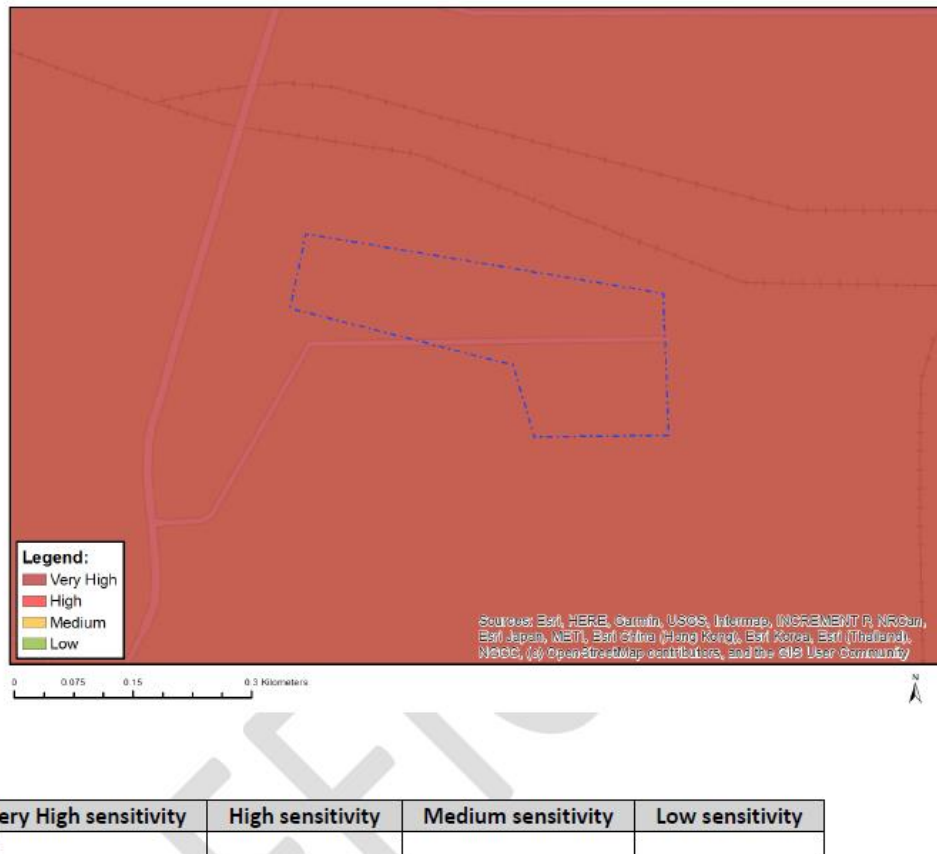 Legend:
Very High
High
Medium
Low
Sources: Esri, HERE, Garmin, USGS, Intermap, INCREMENT P, NRCan,
Esri Japan, METI, Esri China (Hong Kong), Esri Korea, Esri (Thailand),
NGCC, (c) OpenStreetMap contributors, and the GIS User Community
0 0.075 0.15 0.3 Kilometers
N
ery High sensitivity High sensitivity Medium sensitivity Low sensitivity